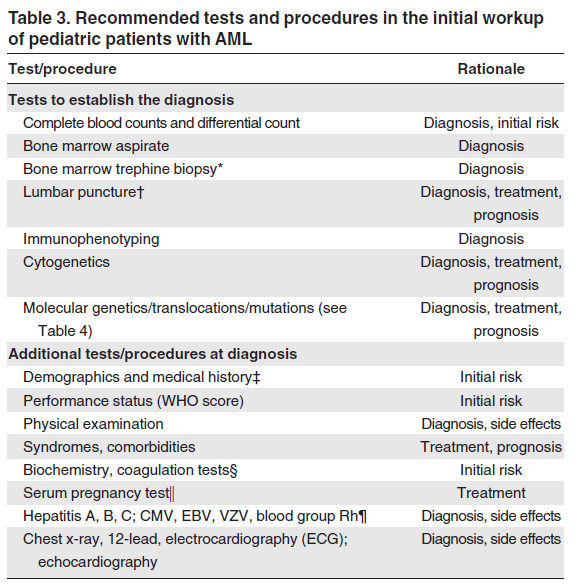 Table 3. Recommended tests and procedures in the initial workup
of pediatric patients with AML
Test/procedure Rationale
Tests to establish the diagnosis
Complete blood counts and differential count Diagnosis, initial risk
Bone marrow aspirate Diagnosis
Bone marrow trephine biopsy* Diagnosis
Lumbar puncture† Diagnosis, treatment,
prognosis
Immunophenotyping Diagnosis
Cytogenetics Diagnosis, treatment,
prognosis
Molecular genetics/translocations/mutations (see Diagnosis, treatment,
Table 4) prognosis
Additional tests/procedures at diagnosis
Demographics and medical history‡ Initial risk
Performance status (WHO score) Initial risk
Physical examination Diagnosis, side effects
Syndromes, comorbidities Treatment, prognosis
Biochemistry, coagulation tests§ Initial risk
Serum pregnancy test‖ Treatment
Hepatitis A, B, C; CMV, EBV, VZV, blood group Rh¶ Diagnosis, side effects
Chest x-ray, 12-lead, electrocardiography (ECG); Diagnosis, side effects
echocardiography